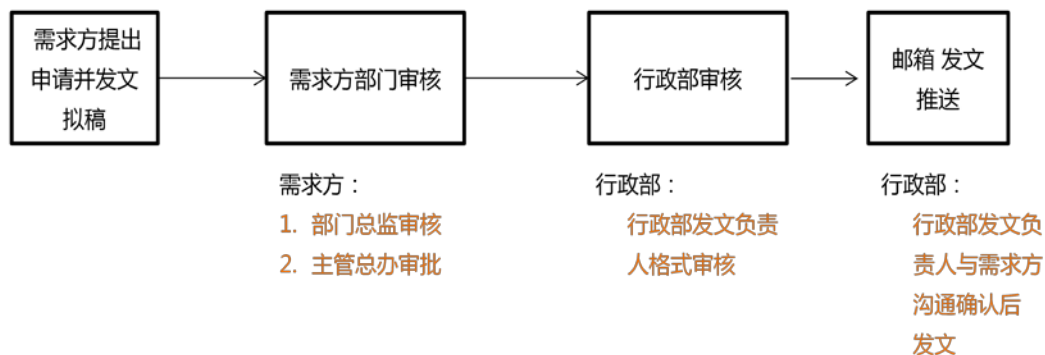 需求方提出
申请并发文
拟稿
需求方部门审核
行政部审核
邮箱 发文
推送
需求方：
1. 部门总监审核
2. 主管总办审批
行政部：
行政部发文负责
人格式审核
行政部：
行政部发文负
责人与需求方
沟通确认后
发文